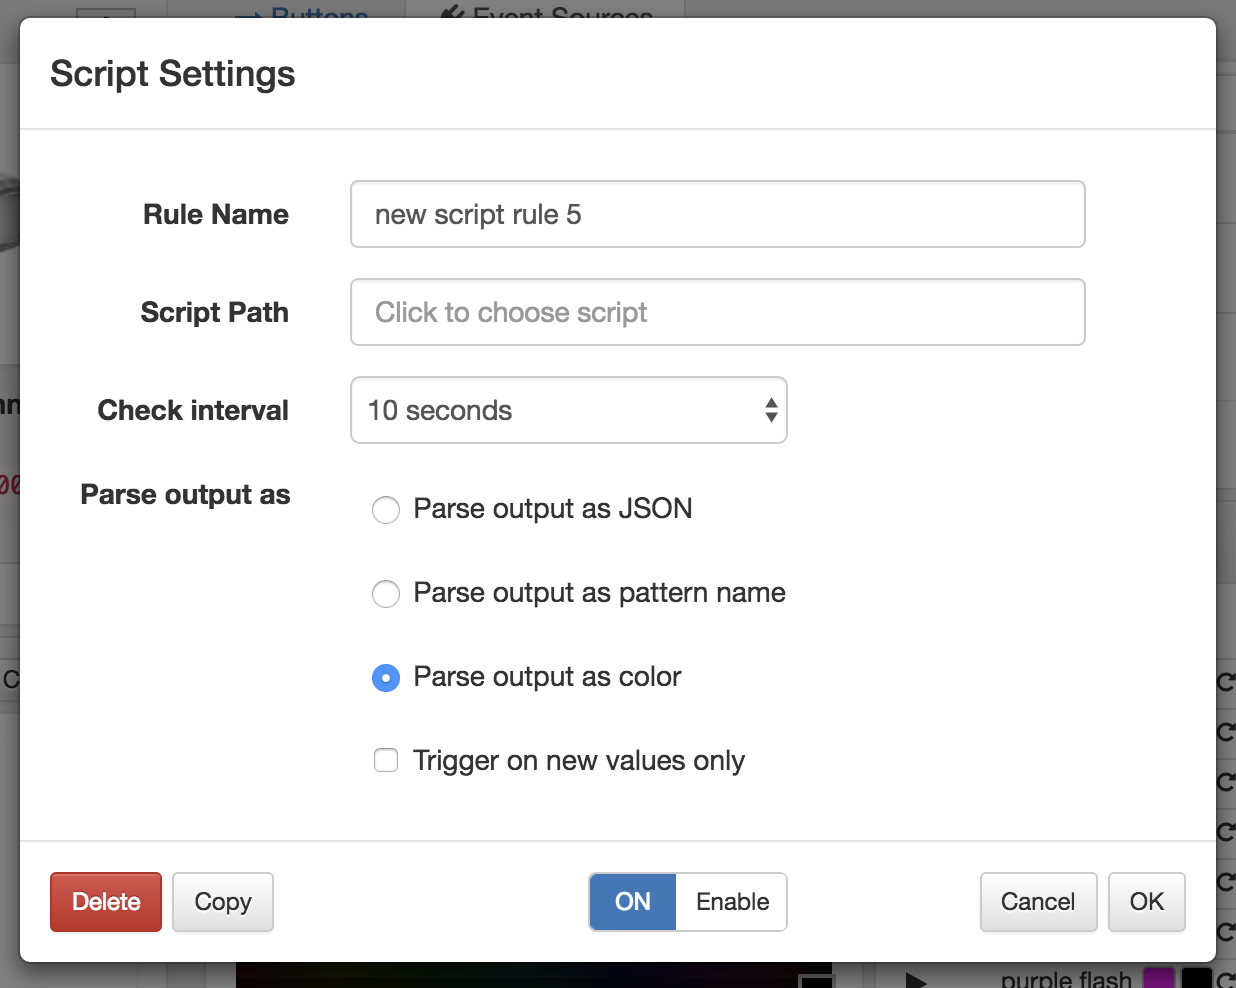 Buttons Event Sources
Script Settings
Rule Name new script rule 5
Script Path Click to choose script
Check interval 10 seconds
Parse output as
Parse output as JSON
Parse output as pattern name
Parse output as color
Trigger on new values only
Delete Copy ON Enable Cancel OK
purple flash